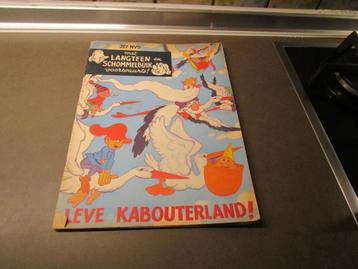 JEF NYS
met
LANGTEEN en
SCHOMMELBUIK
voorwaarts!
LEVE KABOUTERLAND!